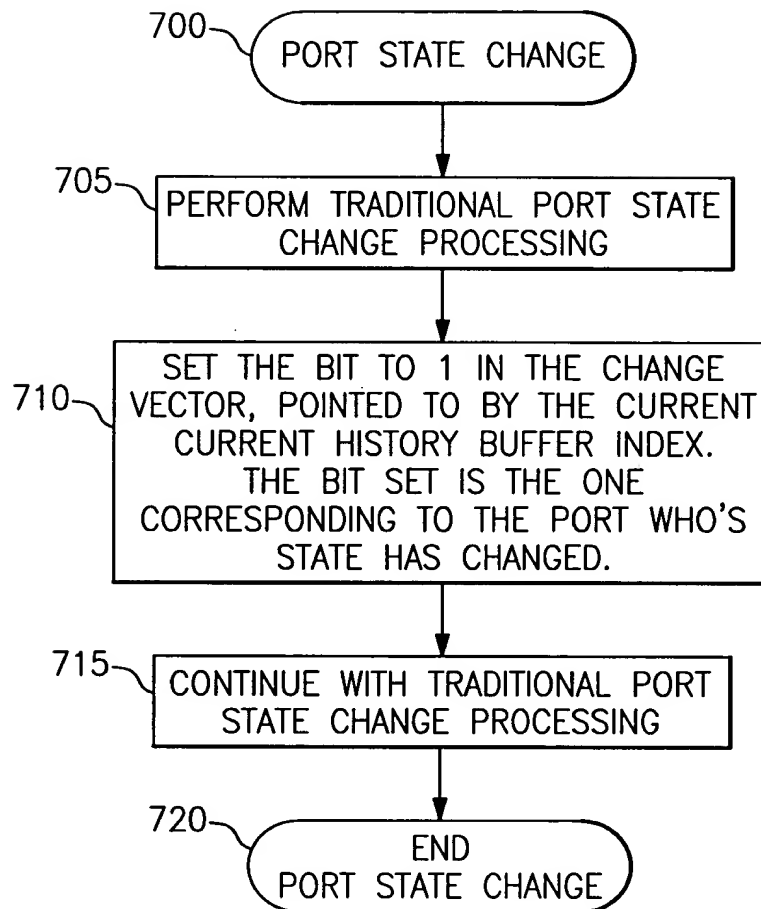 700
PORT STATE CHANGE
705
PERFORM TRADITIONAL PORT STATE
CHANGE PROCESSING
710
SET THE BIT TO 1 IN THE CHANGE
VECTOR, POINTED TO BY THE CURRENT
CURRENT HISTORY BUFFER INDEX.
THE BIT SET IS THE ONE
CORRESPONDING TO THE PORT WHO'S
STATE HAS CHANGED.
715
CONTINUE WITH TRADITIONAL PORT
STATE CHANGE PROCESSING
720
END
PORT STATE CHANGE